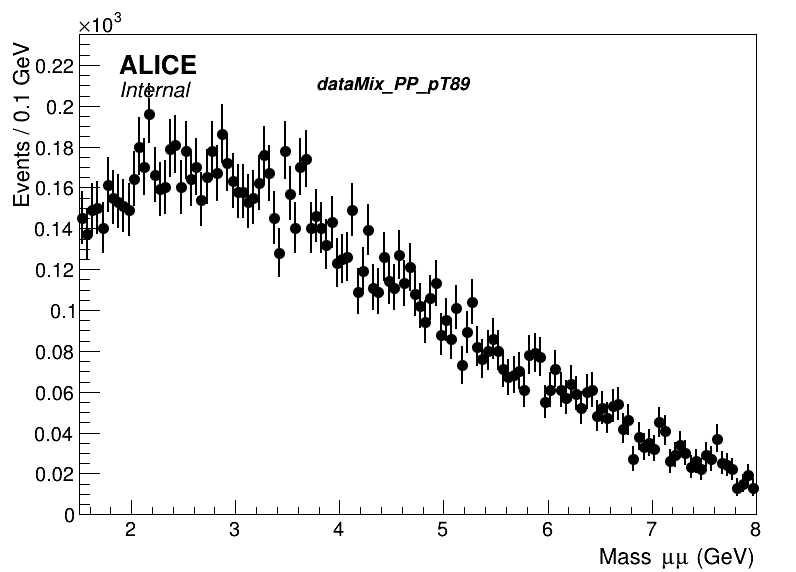 ×10³
Events / 0.1 GeV
ALICE
Internal
dataMix_PP_pT89
0.22
0.2
0.18
0.16
0.14
0.12
0.1
0.08
0.06
0.04
0.02
0
2 3 4 5 6 7 8
Mass μμ (GeV)